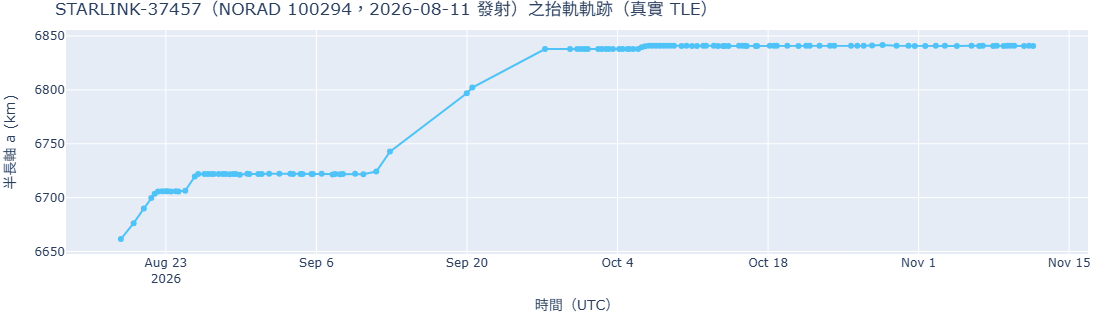 STARLINK-37457（NORAD 100294，2026-08-11 發射）之抬軌軌跡（真實 TLE）
半長軸 a (km)
6850
6800
6750
6700
6650
Aug 23
2026
Sep 6
Sep 20
Oct 4
Oct 18
Nov 1
Nov 15
時間（UTC）